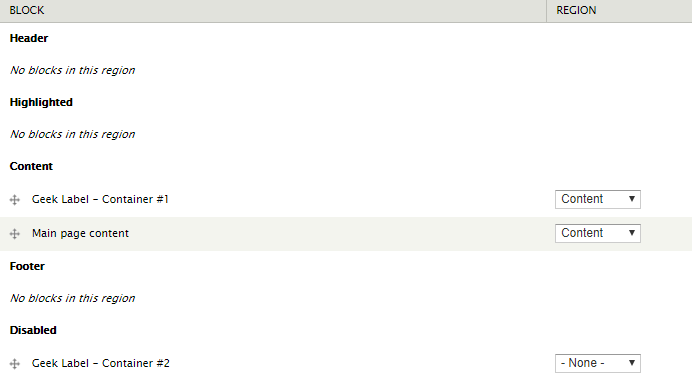 BLOCK REGION
Header
No blocks in this region
Highlighted
No blocks in this region
Content
Geek Label - Container #1 Content
Main page content Content
Footer
No blocks in this region
Disabled
Geek Label - Container #2 - None -